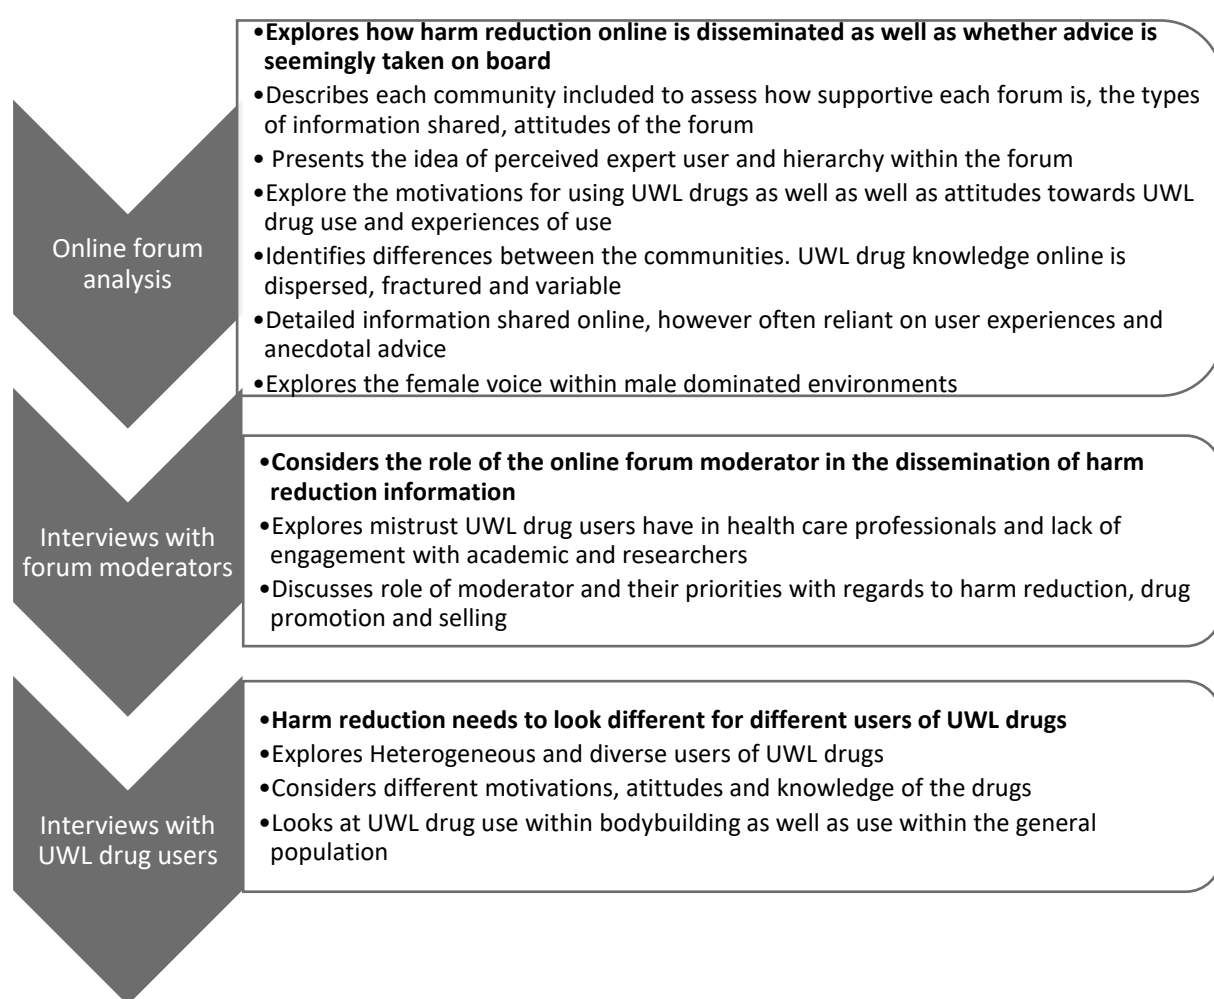 •Explores how harm reduction online is disseminated as well as whether advice is
seemingly taken on board
•Describes each community included to assess how supportive each forum is, the types
of information shared, attitudes of the forum
• Presents the idea of perceived expert user and hierarchy within the forum
•Explore the motivations for using UWL drugs as well as well as attitudes towards UWL
drug use and experiences of use
•Identifies differences between the communities. UWL drug knowledge online is
dispersed, fractured and variable
•Detailed information shared online, however often reliant on user experiences and
anecdotal advice
•Explores the female voice within male dominated environments
Online forum
analysis
•Considers the role of the online forum moderator in the dissemination of harm
reduction information
•Explores mistrust UWL drug users have in health care professionals and lack of
engagement with academic and researchers
•Discusses role of moderator and their priorities with regards to harm reduction, drug
promotion and selling
Interviews with
forum moderators
•Harm reduction needs to look different for different users of UWL drugs
•Explores Heterogeneous and diverse users of UWL drugs
•Considers different motivations, atittudes and knowledge of the drugs
•Looks at UWL drug use within bodybuilding as well as use within the general
population
Interviews with
UWL drug users